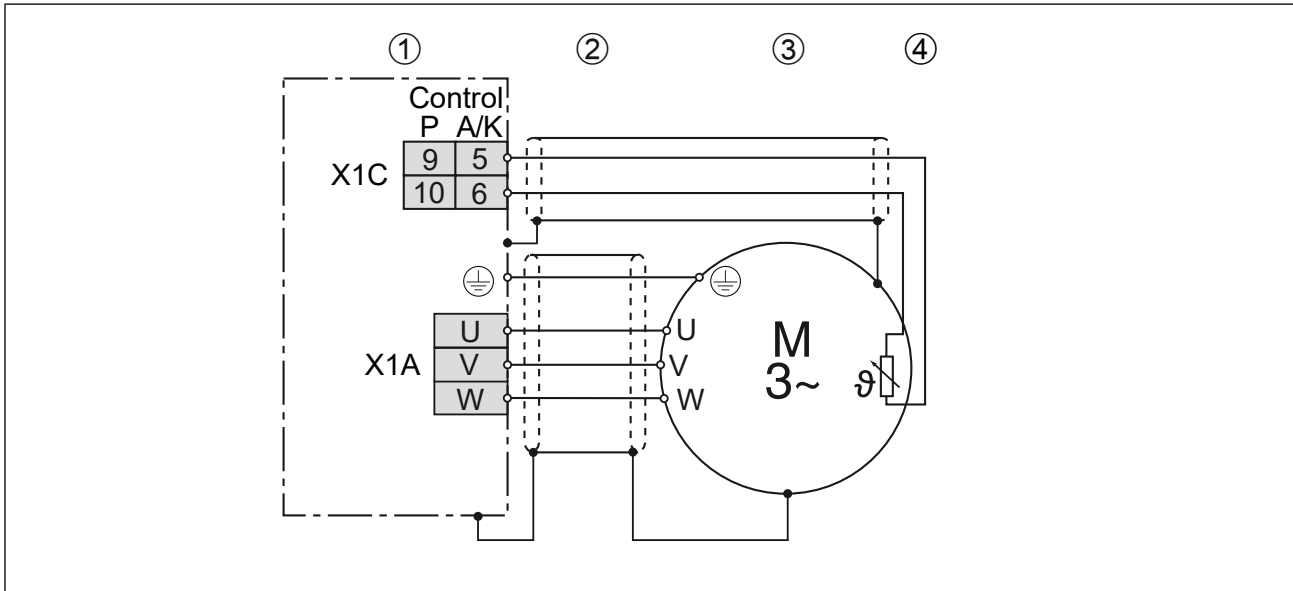 ① ② ③ ④
Control
P A/K
X1C
9 5
10 6
U
X1A
V
W
U
V
W
M
3~
ϑ